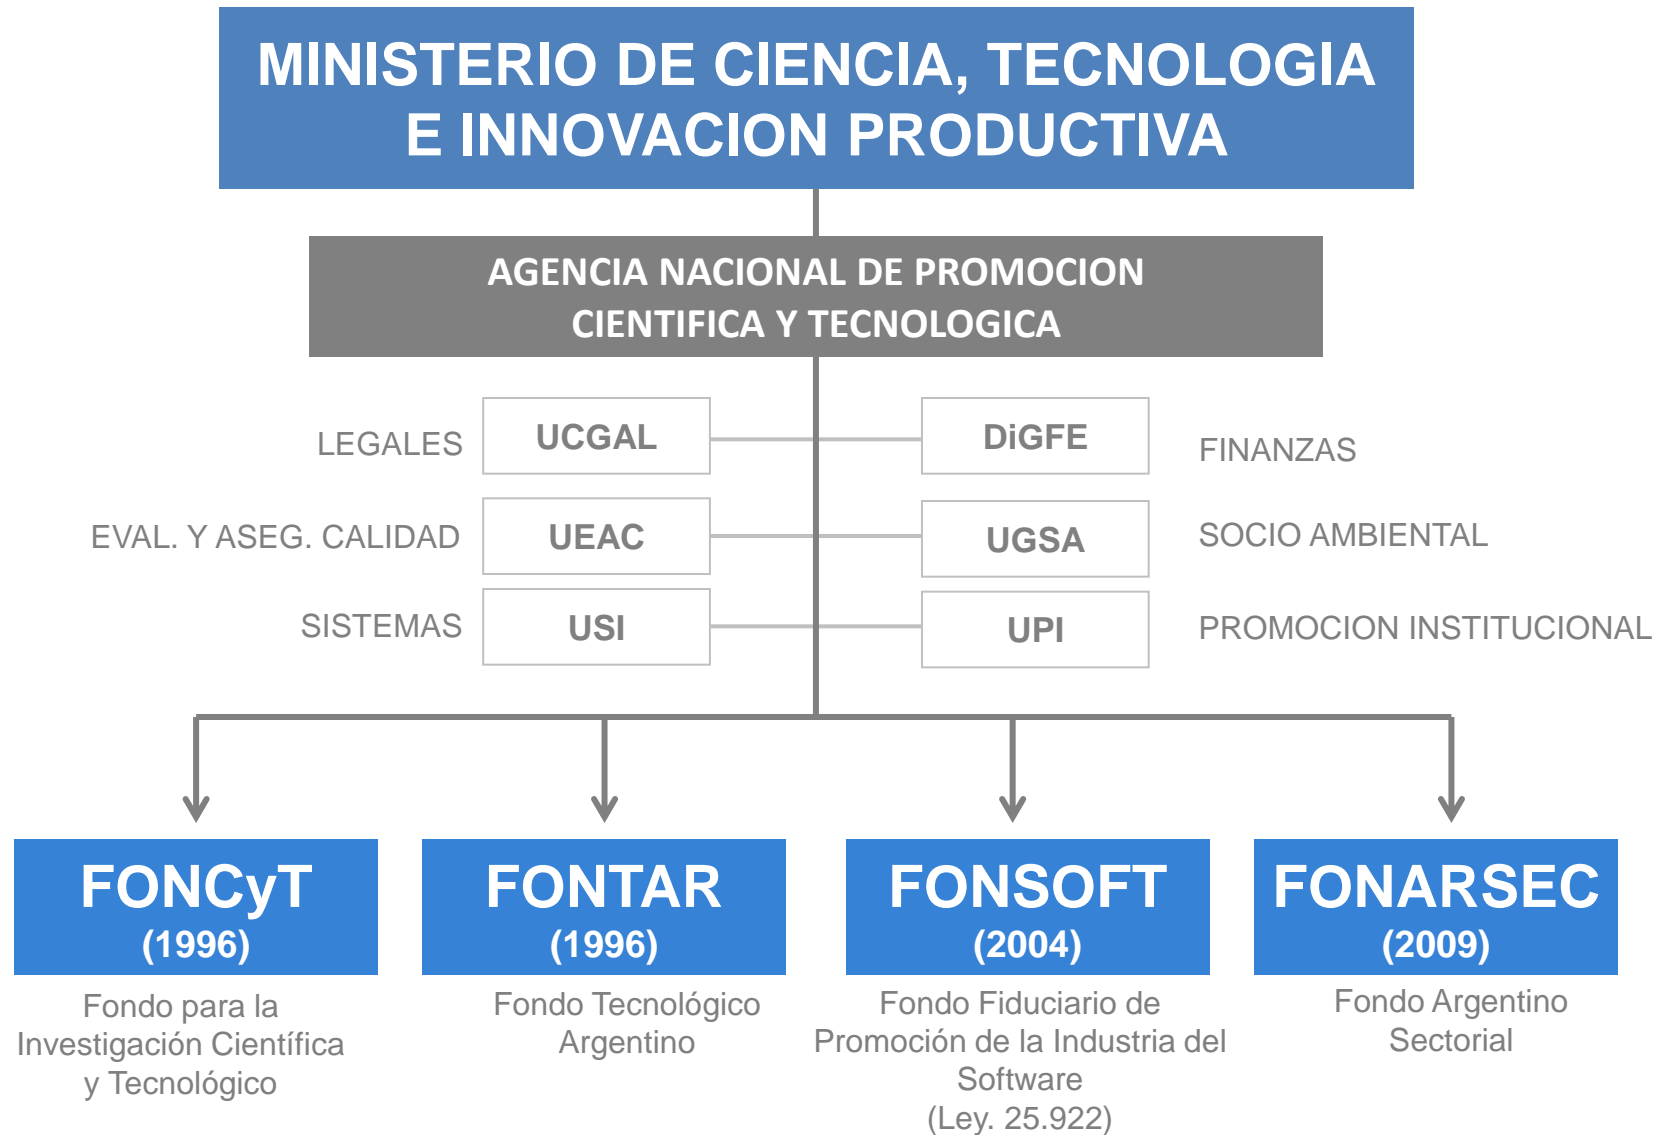 MINISTERIO DE CIENCIA, TECNOLOGIA
E INNOVACION PRODUCTIVA
AGENCIA NACIONAL DE PROMOCION
CIENTIFICA Y TECNOLOGICA
LEGALES
UCGAL
DiGFE
FINANZAS
EVAL. Y ASEG. CALIDAD
UEAC
UGSA
SOCIO AMBIENTAL
SISTEMAS
USI
UPI
PROMOCION INSTITUCIONAL
FONCyT
(1996)
Fondo para la
Investigación Científica
y Tecnológico
FONTAR
(1996)
Fondo Tecnológico
Argentino
FONSOFT
(2004)
Fondo Fiduciario de
Promoción de la Industria del
Software
(Ley. 25.922)
FONARSEC
(2009)
Fondo Argentino
Sectorial